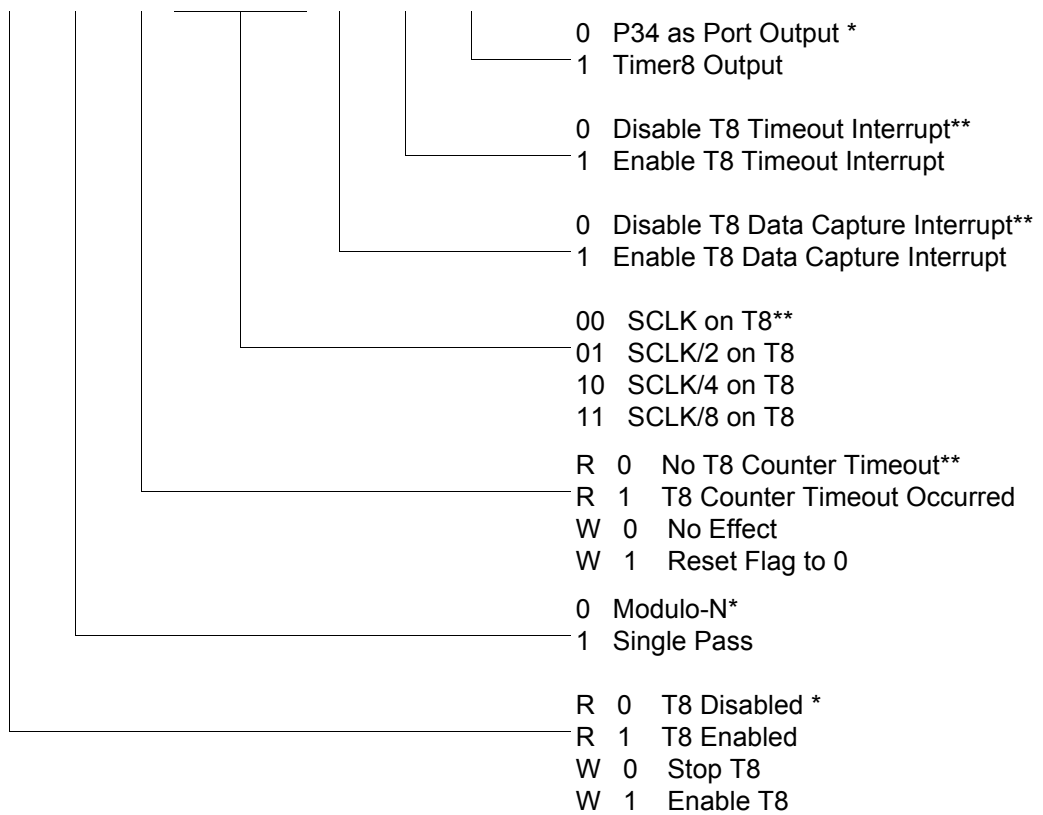 0 P34 as Port Output *
1 Timer8 Output
0 Disable T8 Timeout Interrupt**
1 Enable T8 Timeout Interrupt
0 Disable T8 Data Capture Interrupt**
1 Enable T8 Data Capture Interrupt
00 SCLK on T8**
01 SCLK/2 on T8
10 SCLK/4 on T8
11 SCLK/8 on T8
R 0 No T8 Counter Timeout**
R 1 T8 Counter Timeout Occurred
W 0 No Effect
W 1 Reset Flag to 0
0 Modulo-N*
1 Single Pass
R 0 T8 Disabled *
R 1 T8 Enabled
W 0 Stop T8
W 1 Enable T8